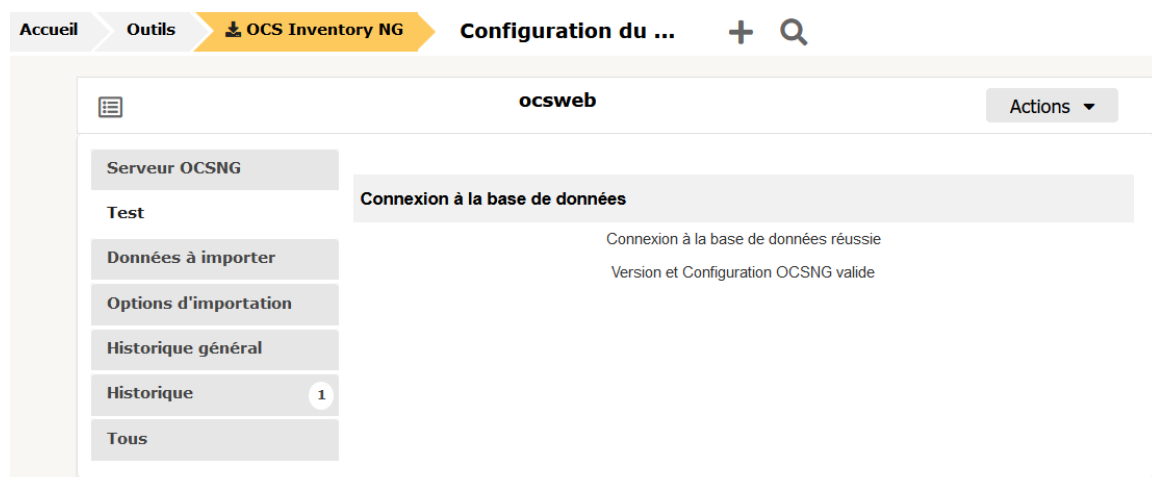 Accueil Outils OCS Inventory NG Configuration du ...
ocsweb
Actions
Serveur OCSNG
Test
Données à importer
Options d'importation
Historique général
Historique 1
Tous
Connexion à la base de données
Connexion à la base de données réussie
Version et Configuration OCSNG valide